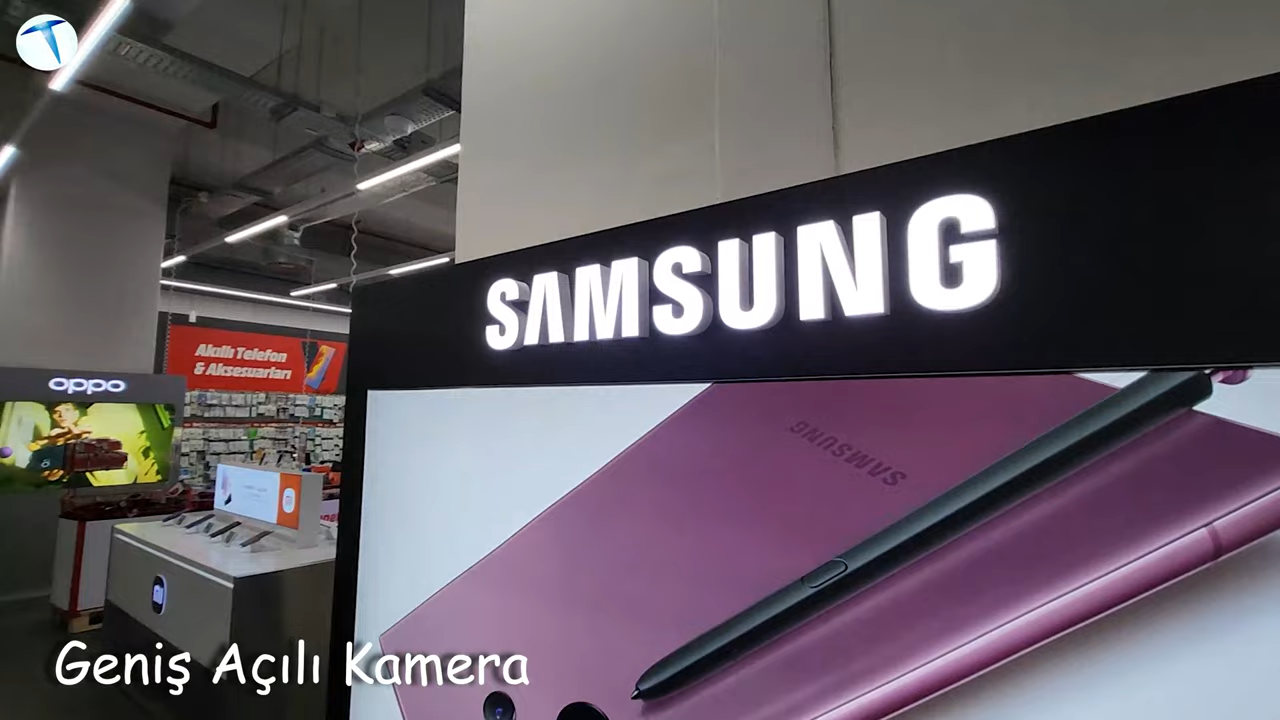 SAMSUNG
Akıllı Telefon
& Aksesuarları
oppo
SAMSUNG
Geniş Açılı Kamera